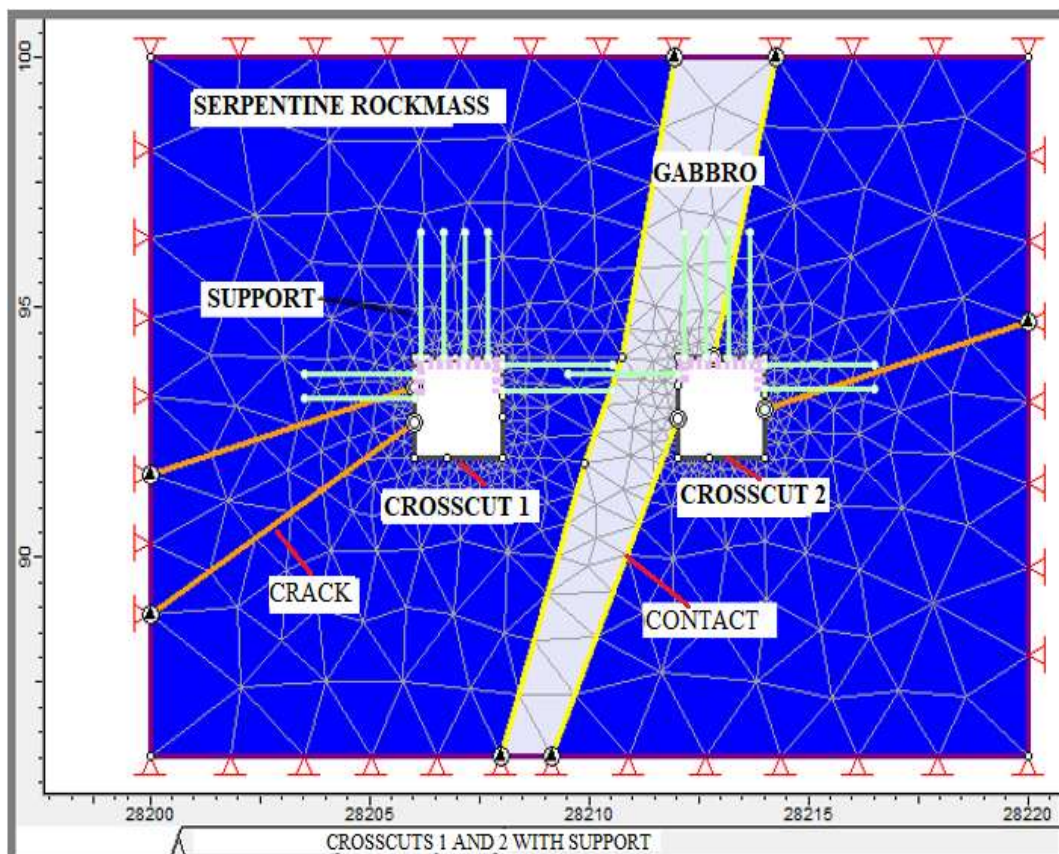 100
SERPENTINE ROCKMASS
GABBRO
SUPPORT
95
CROSSCUT 1
CROSSCUT 2
90
CRACK
CONTACT
28200
28205
28210
28215
28220
CROSSCUTS 1 AND 2 WITH SUPPORT